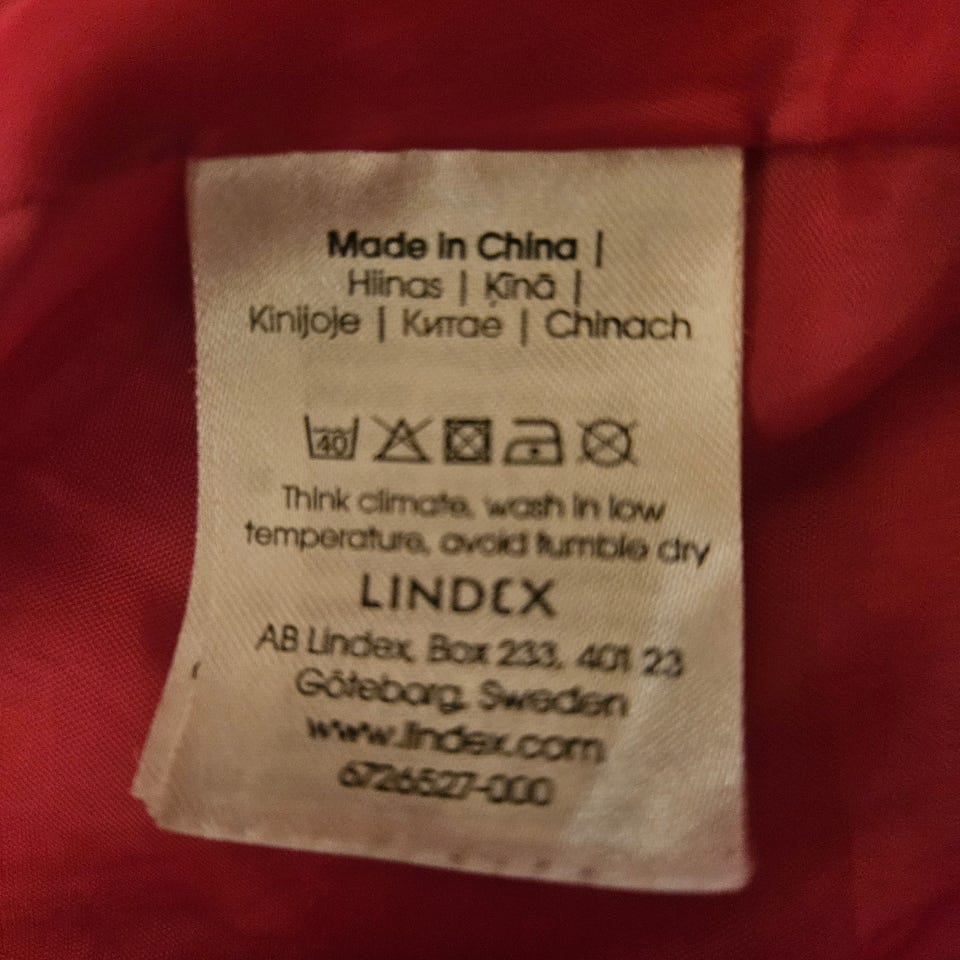 Made in China |
Hiinas | Ķīnā |
Kinijoje | Китае | Chinach
40
Think climate, wash in low
temperature, avoid tumble dry
LINDEX
AB Lindex, Box 233, 401 23
Göteborg, Sweden
www.lindex.com
6726527-000